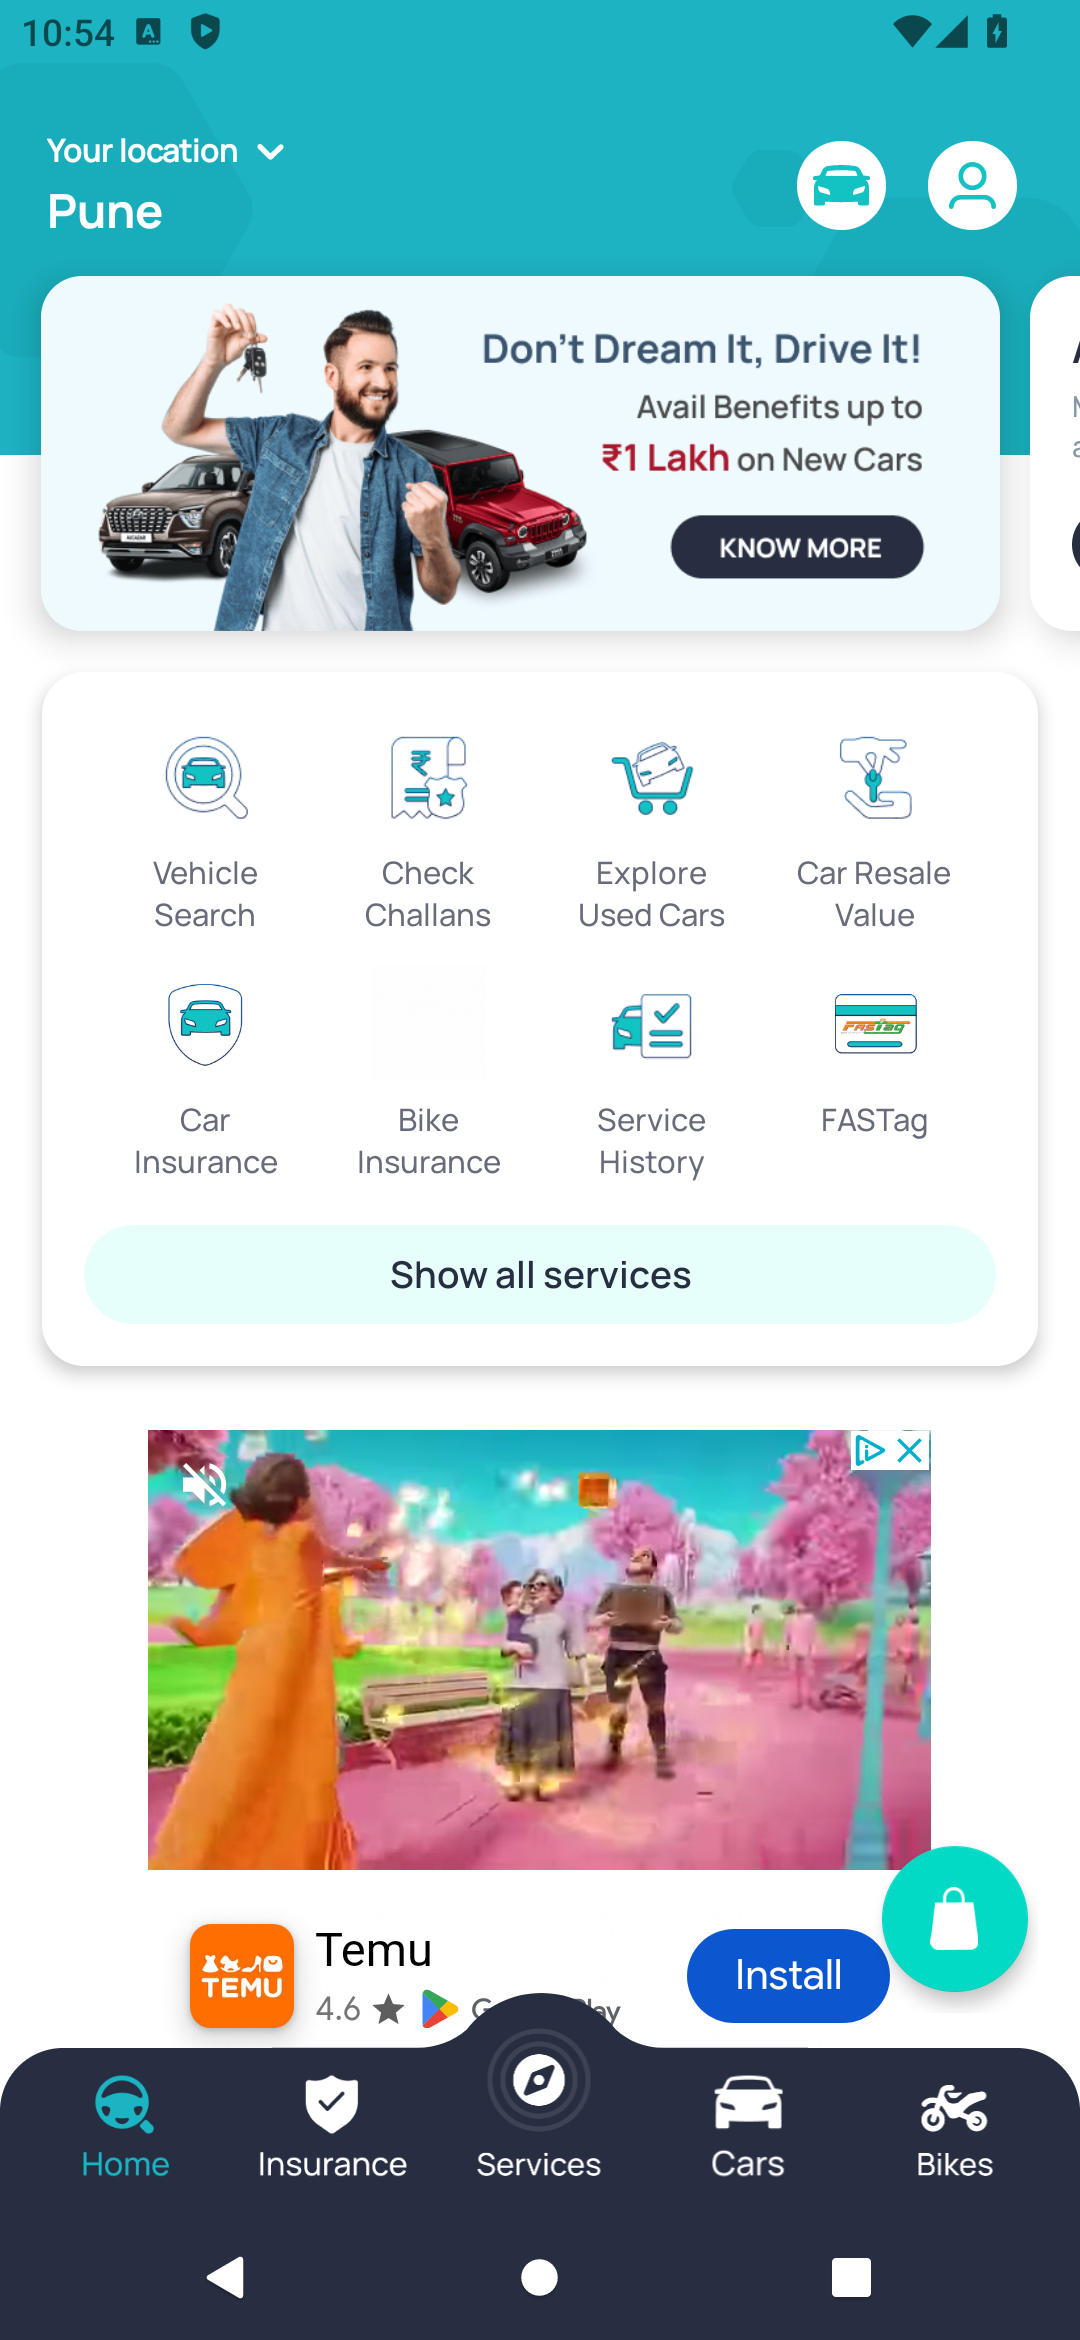 10:54
Your location
Pune
Don't Dream It, Drive It!
Avail Benefits up to
₹1 Lakh on New Cars
KNOW MORE
Vehicle Search
Check Challans
Explore Used Cars
Car Resale Value
Car Insurance
Bike Insurance
Service History
FASTag
Show all services
Temu
TEMU
4.6
Install
Home
Insurance
Services
Cars
Bikes